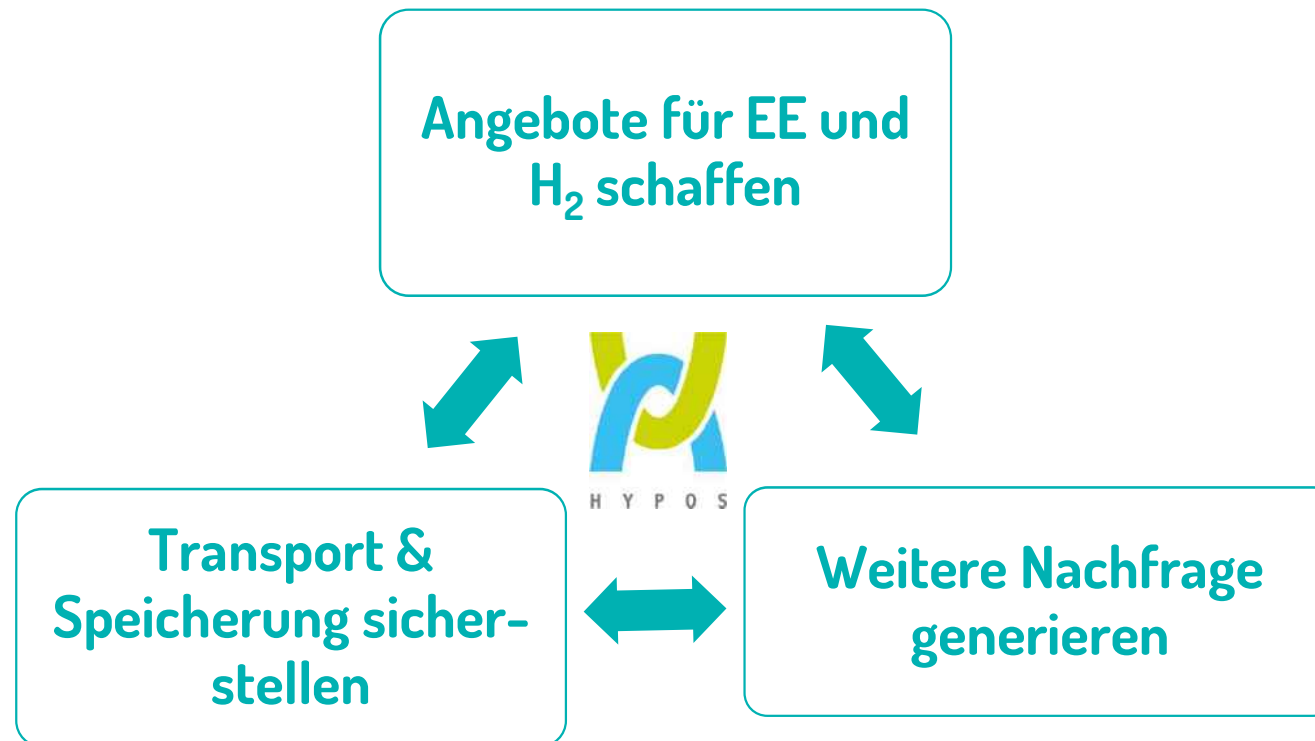 Angebote für EE und
H₂ schaffen
HYPOS
Transport &
Speicherung sicher-
stellen
Weitere Nachfrage
generieren